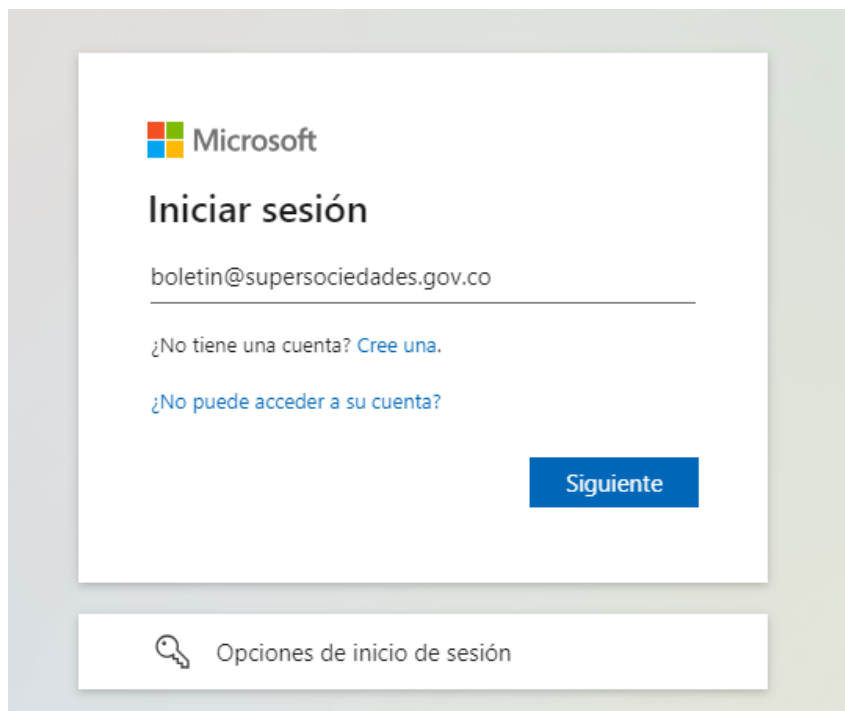 Microsoft
Iniciar sesión
boletin@supersociedades.gov.co
¿No tiene una cuenta? Cree una.
¿No puede acceder a su cuenta?
Siguiente
Opciones de inicio de sesión